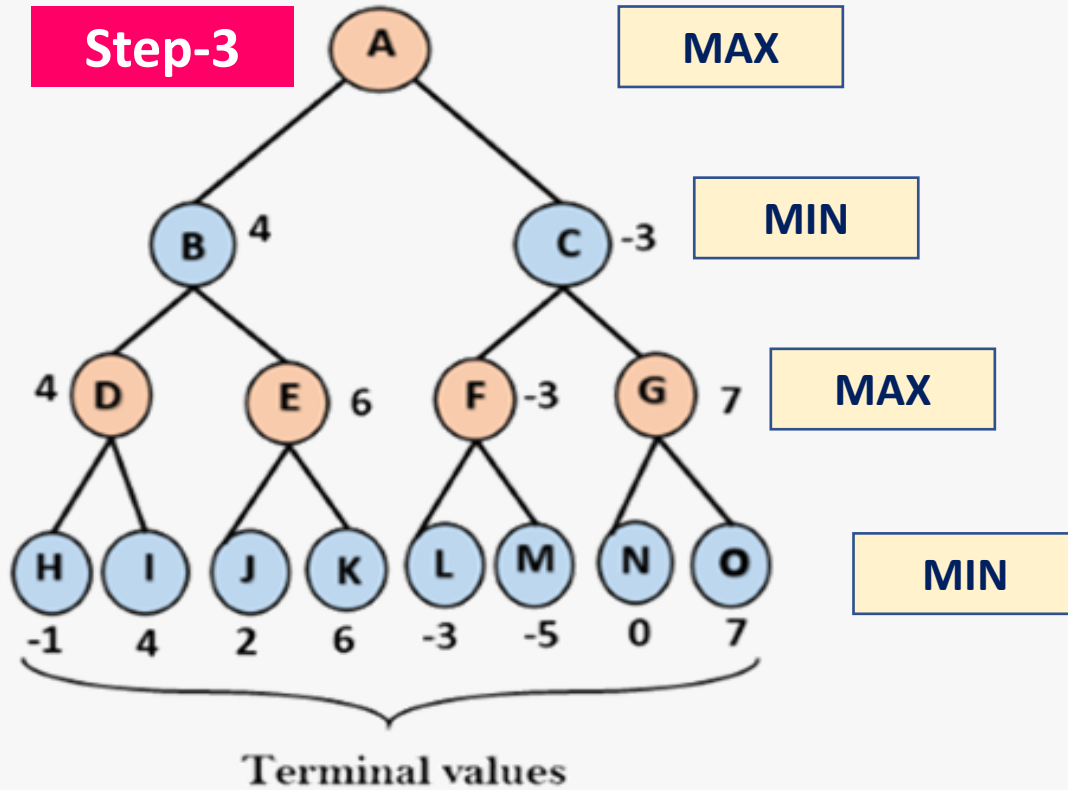 Step-3
A
MAX
B
4
C
-3
MIN
4
D
E
6
F
-3
G
7
MAX
H
I
J
K
L
M
N
O
MIN
-1
4
2
6
-3
-5
0
7
Terminal values